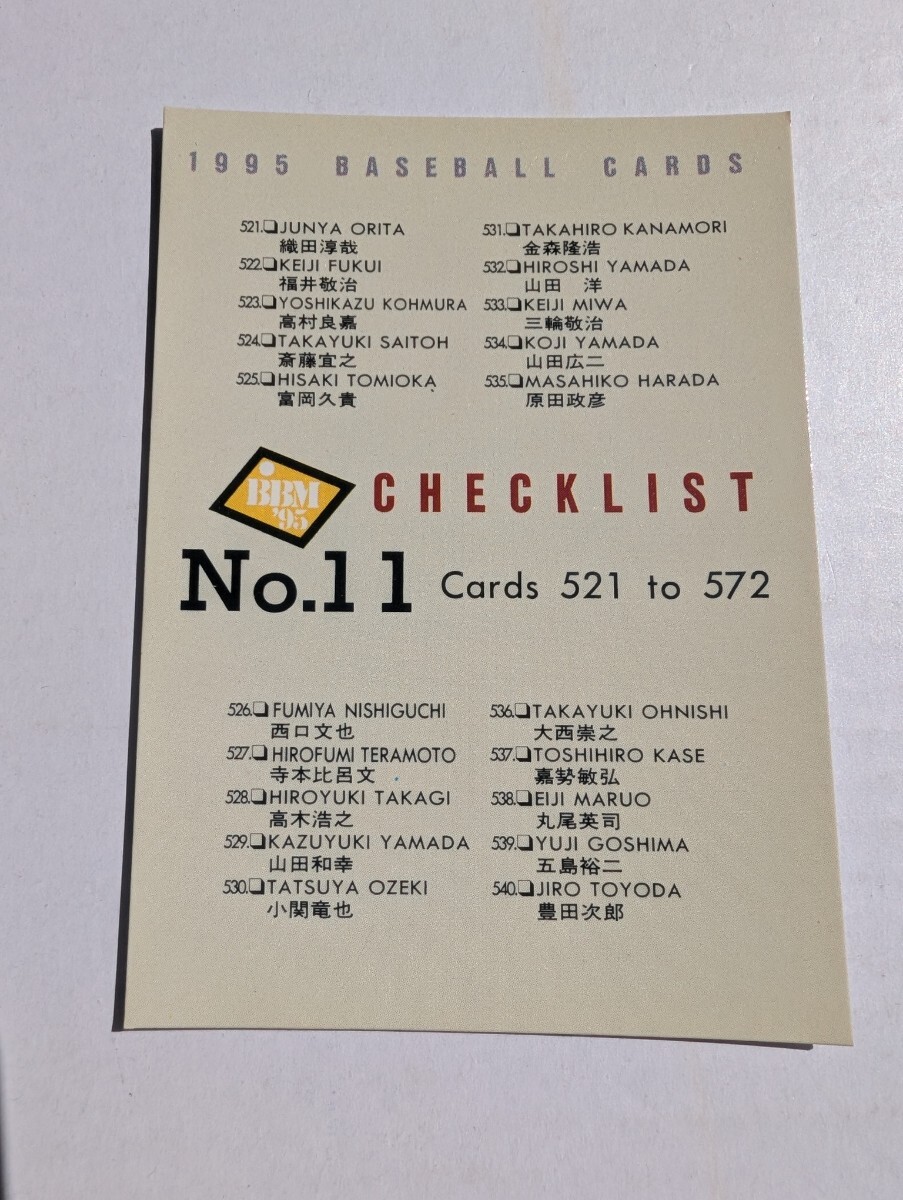 1995 BASEBALL CARDS
521.❏JUNYA ORITA
織田淳哉
522.❏KEIJI FUKUI
福井敬治
523.❏YOSHIKAZU KOHMURA
高村良嘉
524.❏TAKAYUKI SAITOH
斎藤宜之
525.❏HISAKI TOMIOKA
富岡久貴
531.❏TAKAHIRO KANAMORI
金森隆浩
532.❏HIROSHI YAMADA
山田　洋
533.❏KEIJI MIWA
三輪敬治
534.❏KOJI YAMADA
山田広二
535.❏MASAHIKO HARADA
原田政彦
BBM
'95
CHECKLIST
No.11 Cards 521 to 572
526.❏FUMIYA NISHIGUCHI
西口文也
527.❏HIROFUMI TERAMOTO
寺本比呂文
528.❏HIROYUKI TAKAGI
高木浩之
529.❏KAZUYUKI YAMADA
山田和幸
530.❏TATSUYA OZEKI
小関竜也
536.❏TAKAYUKI OHNISHI
大西崇之
537.❏TOSHIHIRO KASE
嘉勢敏弘
538.❏EIJI MARUO
丸尾英司
539.❏YUJI GOSHIMA
五島裕二
540.❏JIRO TOYODA
豊田次郎